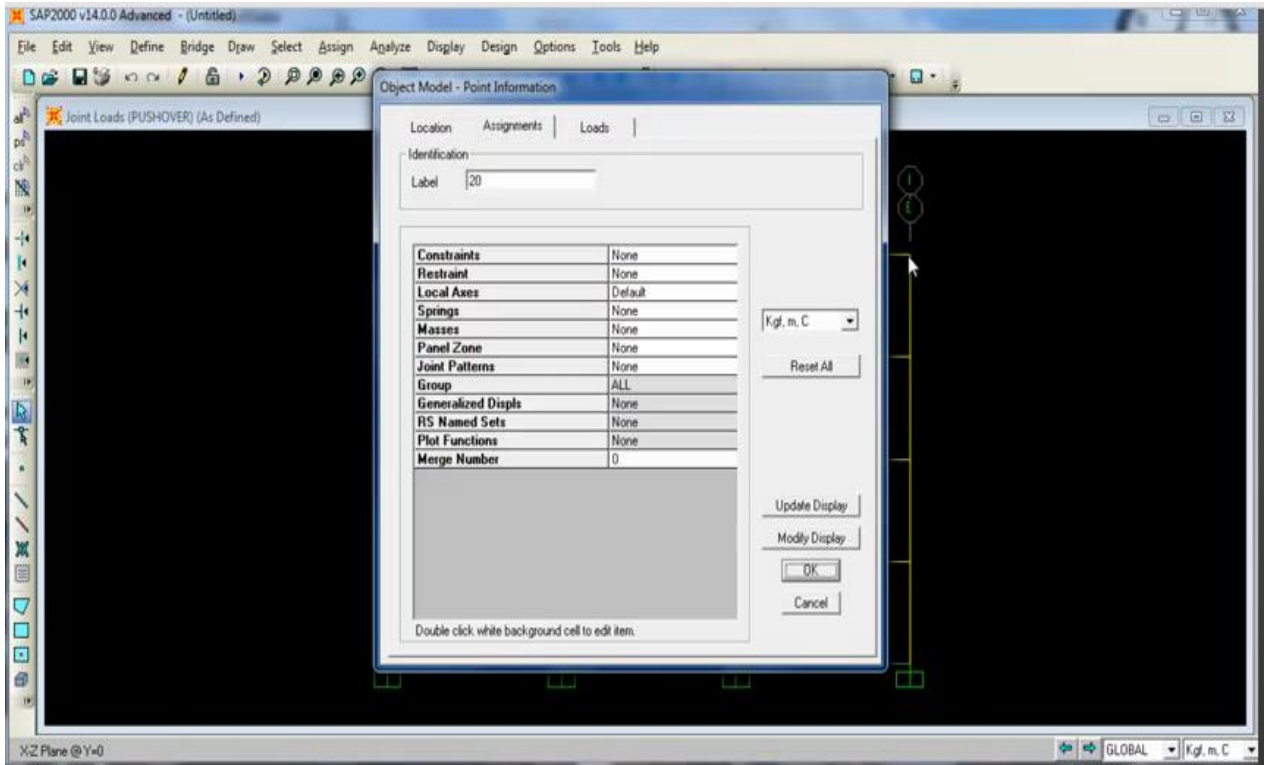 SAP2000 v14.0.0 Advanced - (Untitled)
File Edit View Define Bridge Draw Select Assign Analyze Display Design Options Tools Help
Joint Loads (PUSHOVER) (As Defined)
Object Model - Point Information
Location Assignments Loads
Identification
Label 20
Constraints None
Restraint None
Local Axes Default
Springs None
Masses None
Panel Zone None
Joint Patterns None
Group ALL
Generalized Displs None
RS Named Sets None
Plot Functions None
Merge Number 0
Kgf, m, C
Reset All
Update Display
Modify Display
OK
Cancel
Double click white background cell to edit item.
X-Z Plane @ Y=0
GLOBAL Kgf, m, C